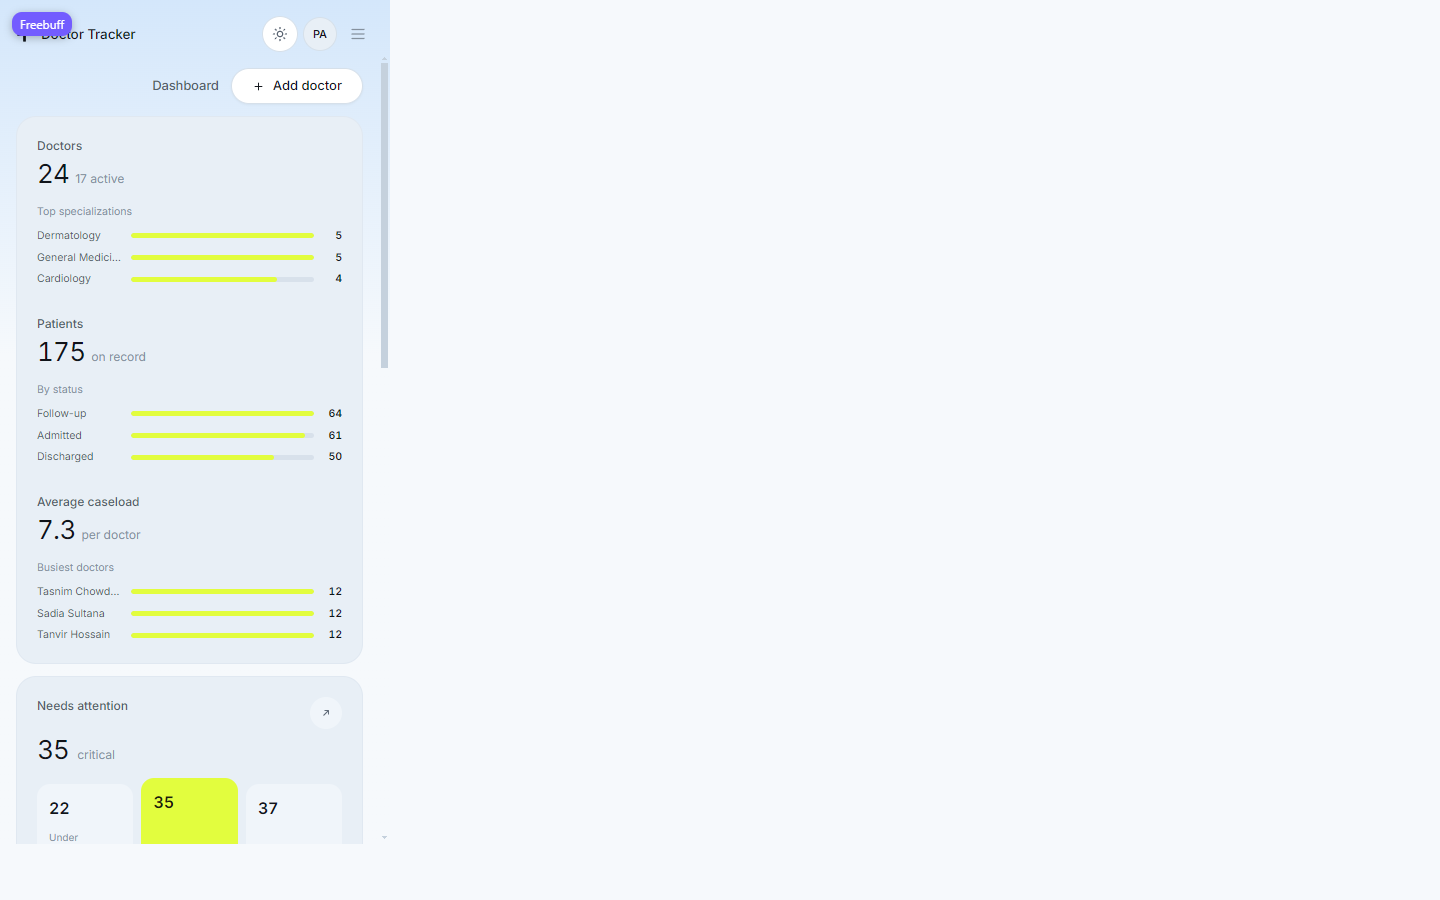 Freebuff
Doctor Tracker
PA
Dashboard
Add doctor
Doctors
24 17 active
Top specializations
Dermatology 5
General Medici... 5
Cardiology 4
Patients
175 on record
By status
Follow-up 64
Admitted 61
Discharged 50
Average caseload
7.3 per doctor
Busiest doctors
Tasnim Chowd... 12
Sadia Sultana 12
Tanvir Hossain 12
Needs attention
35 critical
22 35 37
Under